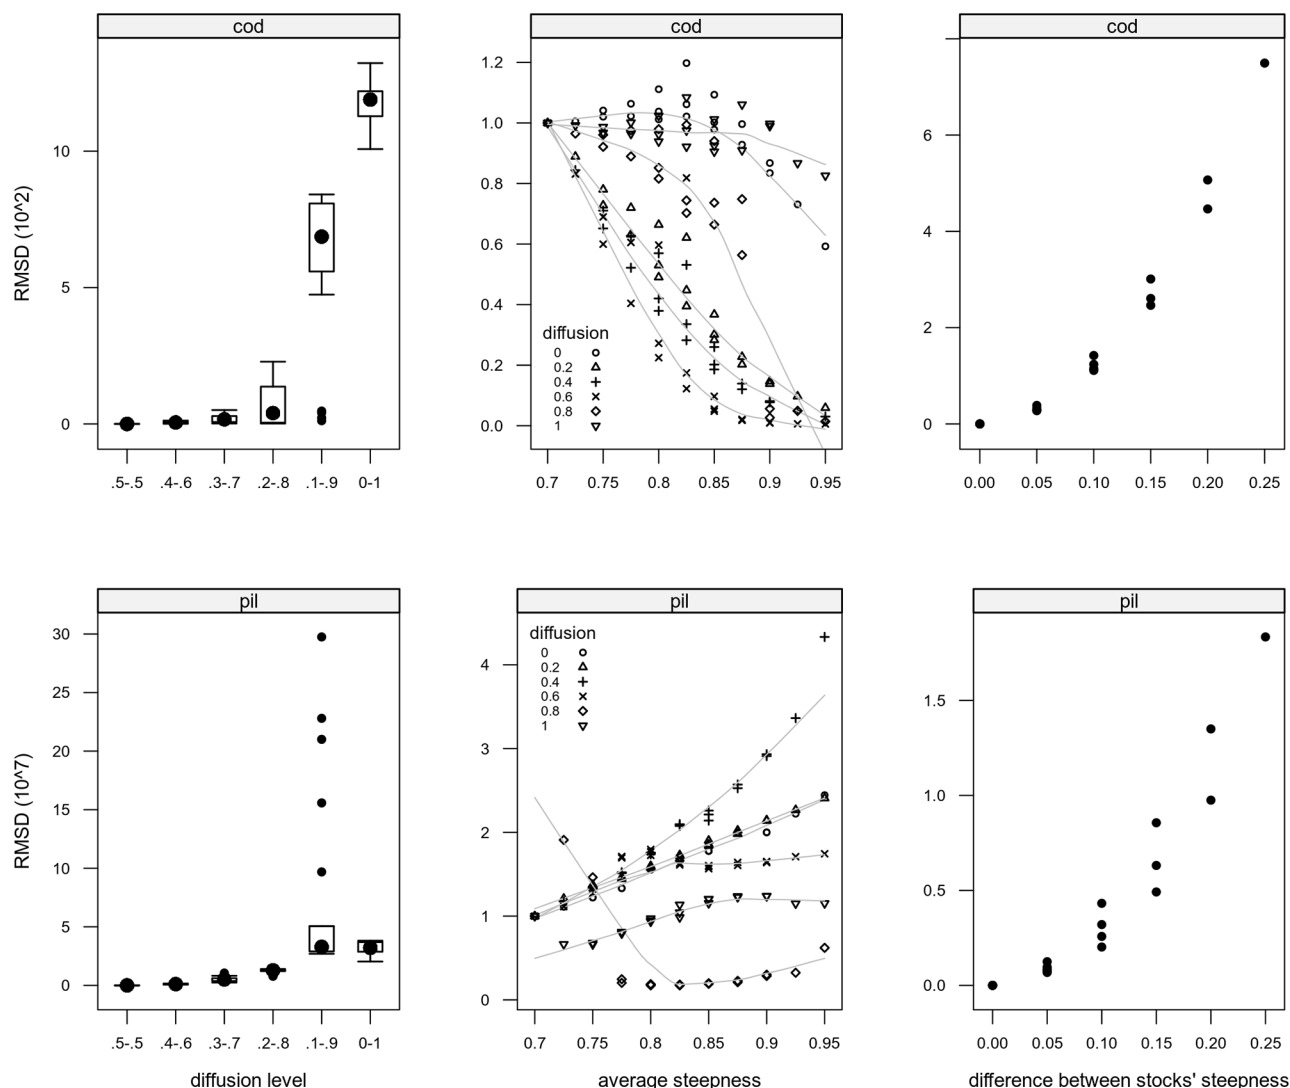 cod
cod
cod
RMSD (10^2)
10
5
0
.5-.5 .4-.6 .3-.7 .2-.8 .1-.9 0-1
1.2
1.0
0.8
0.6
0.4
0.2
0.0
diffusion
0
0.2
0.4
0.6
0.8
1
0.7 0.75 0.8 0.85 0.9 0.95
6
4
2
0
0.00 0.05 0.10 0.15 0.20 0.25
pil
pil
pil
RMSD (10^7)
30
25
20
15
10
5
0
.5-.5 .4-.6 .3-.7 .2-.8 .1-.9 0-1
diffusion level
4
3
2
1
0
diffusion
0
0.2
0.4
0.6
0.8
1
0.7 0.75 0.8 0.85 0.9 0.95
average steepness
1.5
1.0
0.5
0.0
0.00 0.05 0.10 0.15 0.20 0.25
difference between stocks' steepness